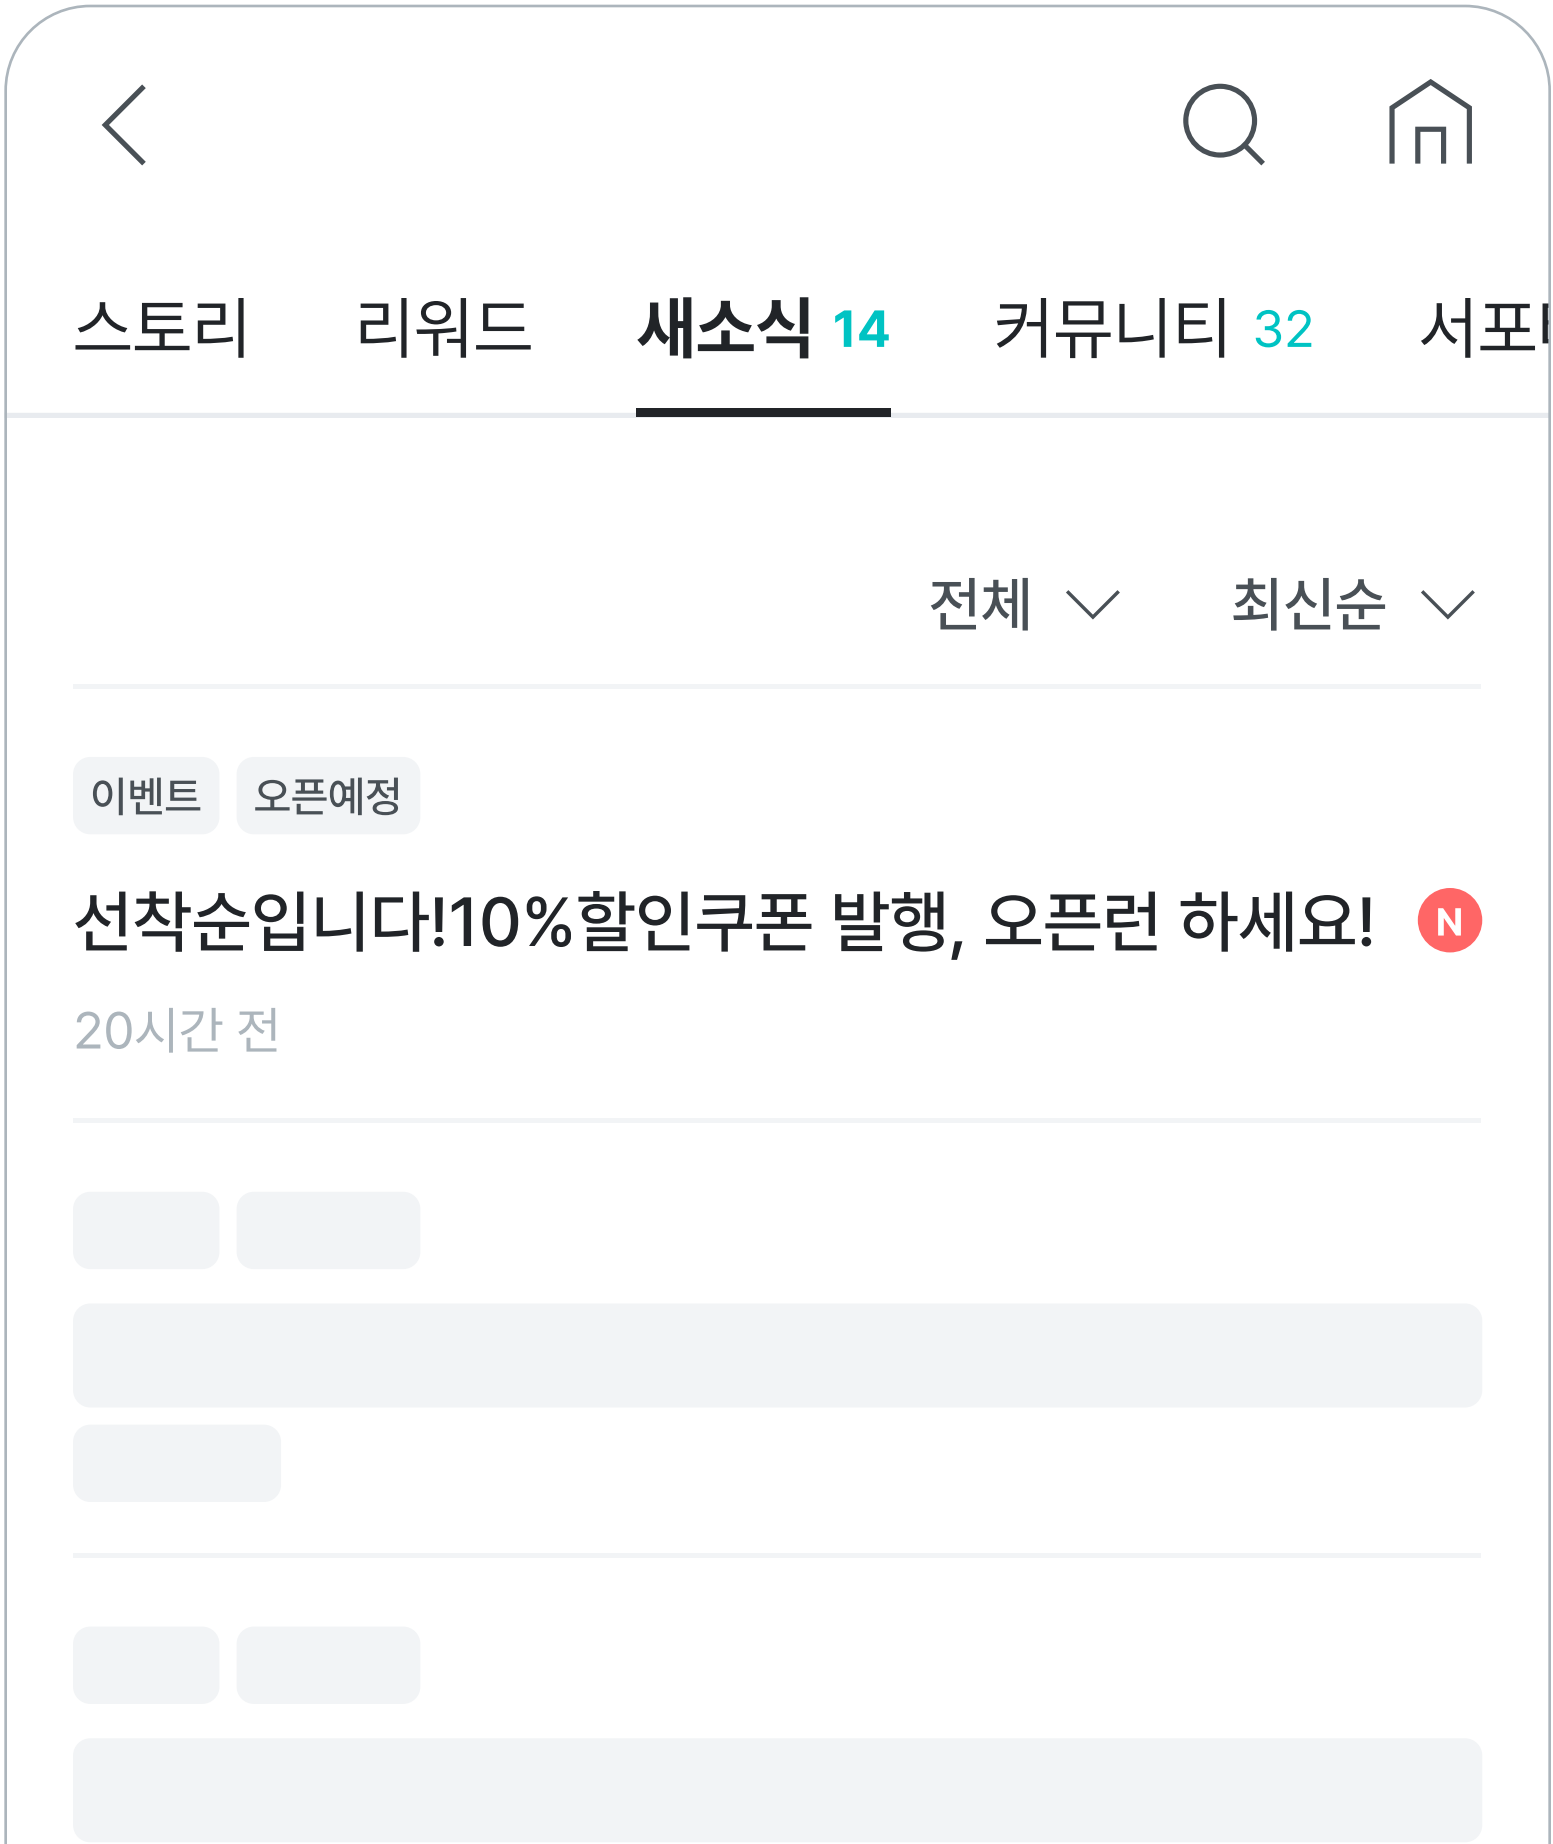 스토리 리워드 새소식 14 커뮤니티 32 서포
전체 최신순
이벤트 오픈예정
선착순입니다!10%할인쿠폰 발행, 오픈런 하세요! N
20시간 전